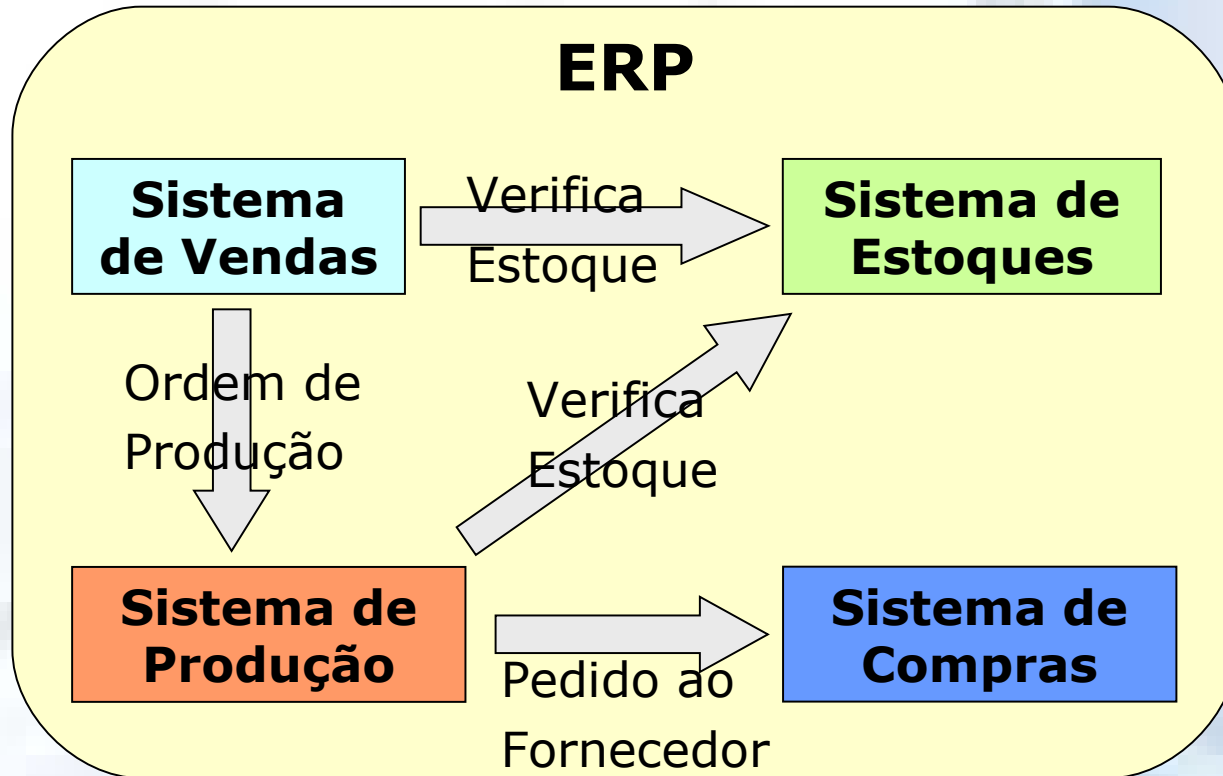 ERP
Sistema
de Vendas
Verifica
Estoque
Sistema de
Estoques
Ordem de
Produção
Verifica
Estoque
Sistema de
Produção
Pedido ao
Fornecedor
Sistema de
Compras